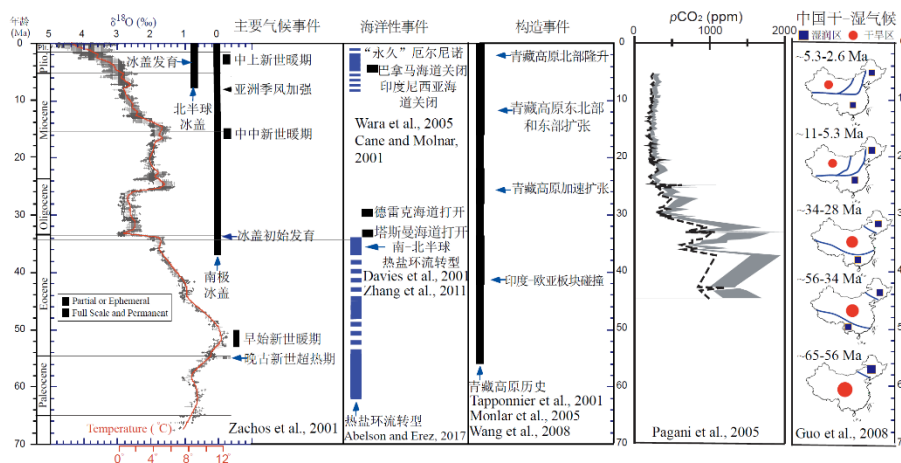 年龄
(Ma)
δ¹⁸O (‰)
主要气候事件
海洋性事件
构造事件
pCO₂ (ppm)
中国干–湿气候
湿润区
干旱区
5
4
3
2
1
0
0
10
20
30
40
50
60
70
Plio.
Miocene
Oligocene
Eocene
Paleocene
冰盖发育
北半球
冰盖
南极
冰盖
中上新世暖期
亚洲季风加强
中中新世暖期
冰盖初始发育
早始新世暖期
晚古新世超热期
Partial or Ephemeral
Full Scale and Permanent
Temperature (°C)
0°
4°
8°
12°
Zachos et al., 2001
“永久”厄尔尼诺
巴拿马海道关闭
印度尼西亚海
道关闭
Wara et al., 2005
Cane and Molnar,
2001
德雷克海道打开
塔斯曼海道打开
南–北半球
热盐环流转型
Davies et al., 2001
Zhang et al., 2011
热盐环流转型
Abelson and Erez, 2017
青藏高原北部隆升
青藏高原东北部
和东部扩张
青藏高原加速扩张
印度–欧亚板块碰撞
青藏高原历史
Tapponnier et al., 2001
Monlar et al., 2005
Wang et al., 2008
0
1000
2000
0
10
20
30
40
50
60
70
Pagani et al., 2005
~5.3-2.6 Ma
~11-5.3 Ma
~34-28 Ma
~56-34 Ma
~65-56 Ma
Guo et al., 2008